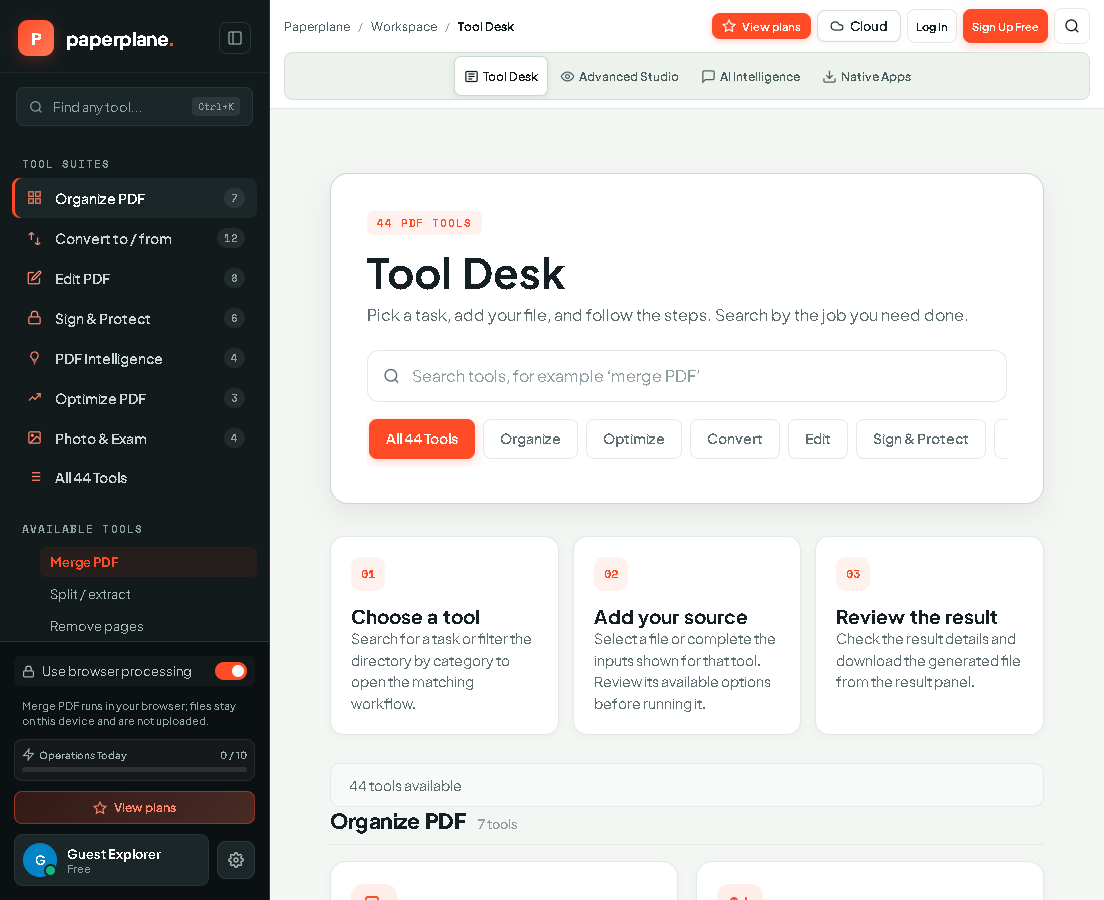 P paperplane.
Find any tool... Ctrl+K
TOOL SUITES
Organize PDF 7
Convert to / from 12
Edit PDF 8
Sign & Protect 6
PDF Intelligence 4
Optimize PDF 3
Photo & Exam 4
All 44 Tools
AVAILABLE TOOLS
Merge PDF
Split / extract
Remove pages
Use browser processing
Merge PDF runs in your browser; files stay
on this device and are not uploaded.
Operations Today 0 / 10
View plans
G Guest Explorer
Free
Paperplane / Workspace / Tool Desk
View plans
Cloud
Log In
Sign Up Free
Tool Desk
Advanced Studio
AI Intelligence
Native Apps
44 PDF TOOLS
Tool Desk
Pick a task, add your file, and follow the steps. Search by the job you need done.
Search tools, for example ‘merge PDF’
All 44 Tools
Organize
Optimize
Convert
Edit
Sign & Protect
01
Choose a tool
Search for a task or filter the
directory by category to
open the matching
workflow.
02
Add your source
Select a file or complete the
inputs shown for that tool.
Review its available options
before running it.
03
Review the result
Check the result details and
download the generated file
from the result panel.
44 tools available
Organize PDF 7 tools